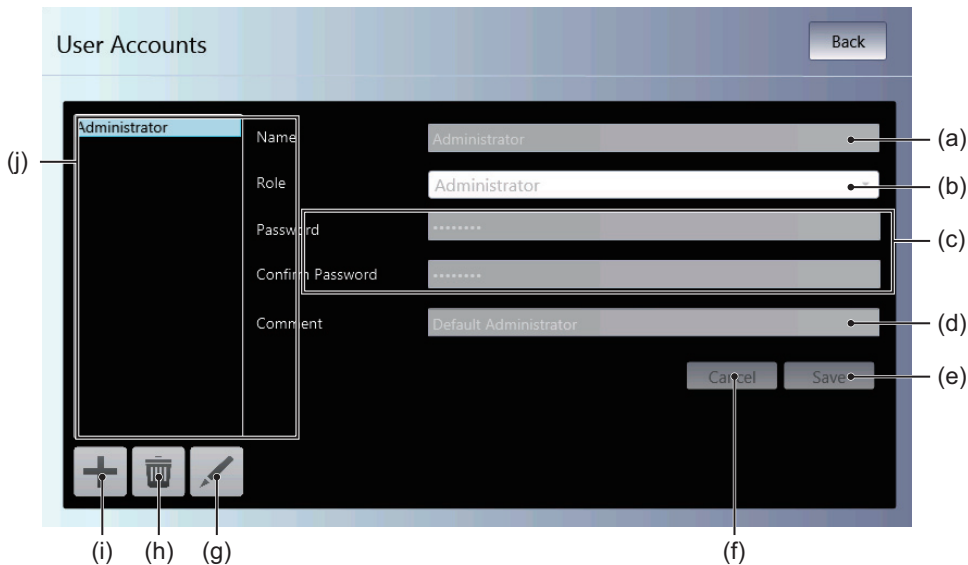 User Accounts
Back
Administrator
Name
Administrator
(a)
(j)
Role
Administrator
(b)
Password
••••••••
(c)
Confirm Password
••••••••
Comment
Default Administrator
(d)
Cancel
Save
(e)
(i)
(h)
(g)
(f)